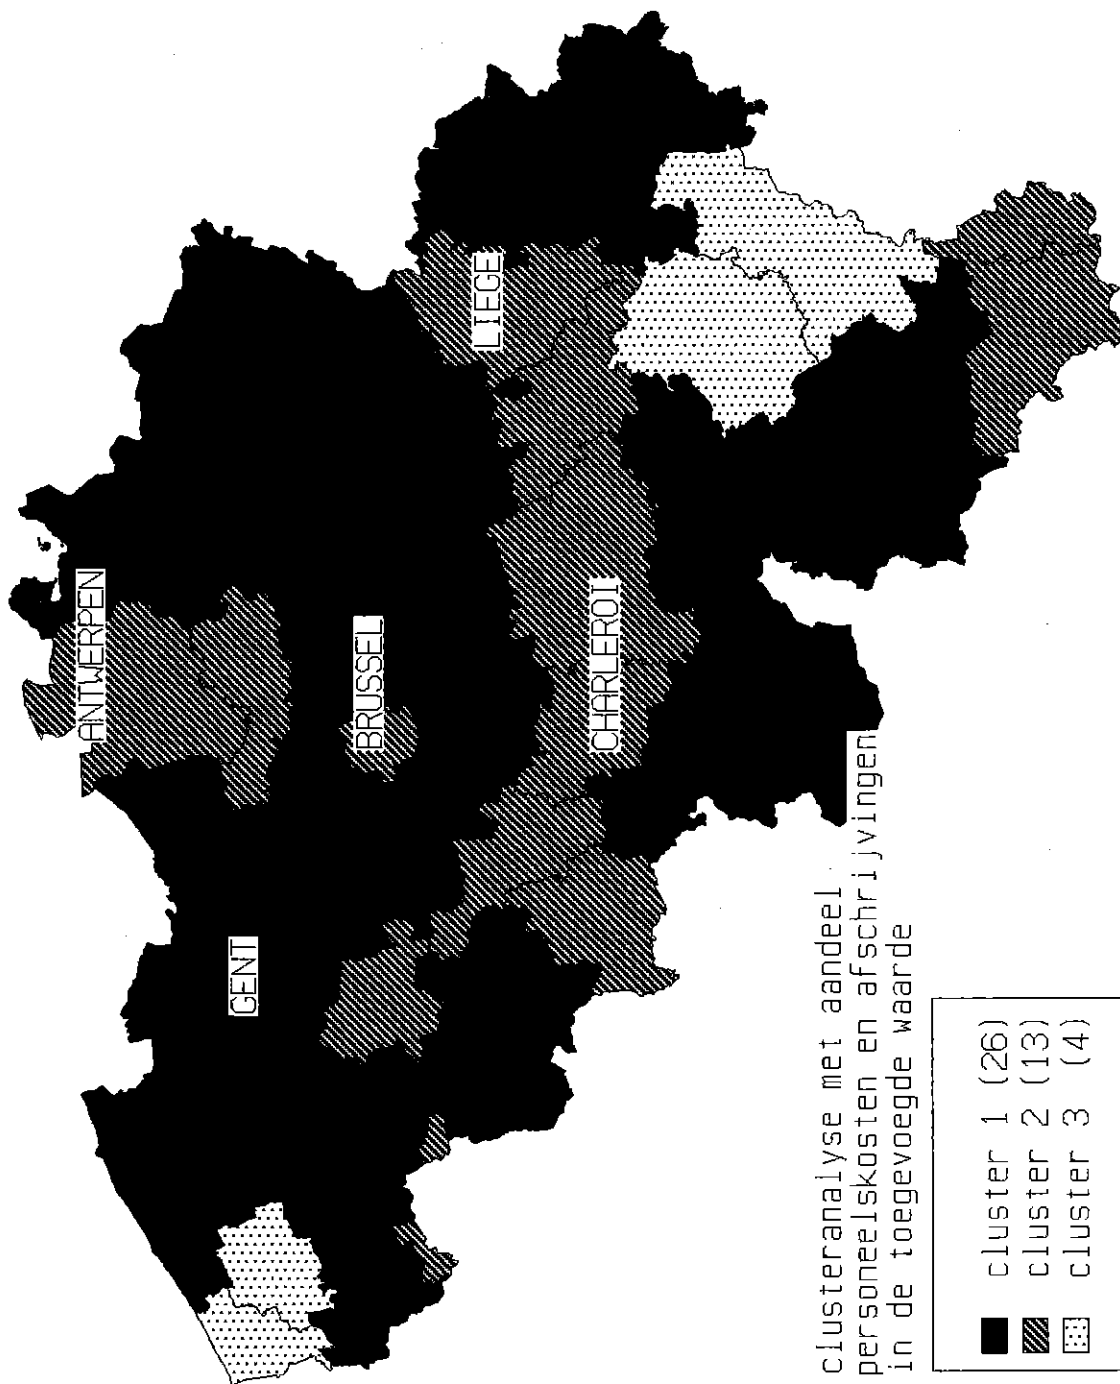 ANTWERPEN
GENT
BRUSSEL
LIEGE
CHARLEROI
clusteranalyse met aandeel
personeelskosten en afschrijvingen
in de toegevoegde waarde
cluster 1 (26)
cluster 2 (13)
cluster 3 (4)